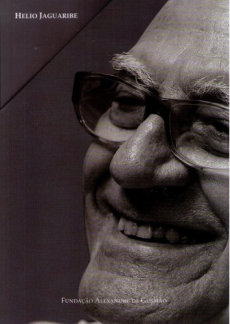 HELIO JAGUARIBE
FUNDAÇÃO ALEXANDRE DE GUSMÃO